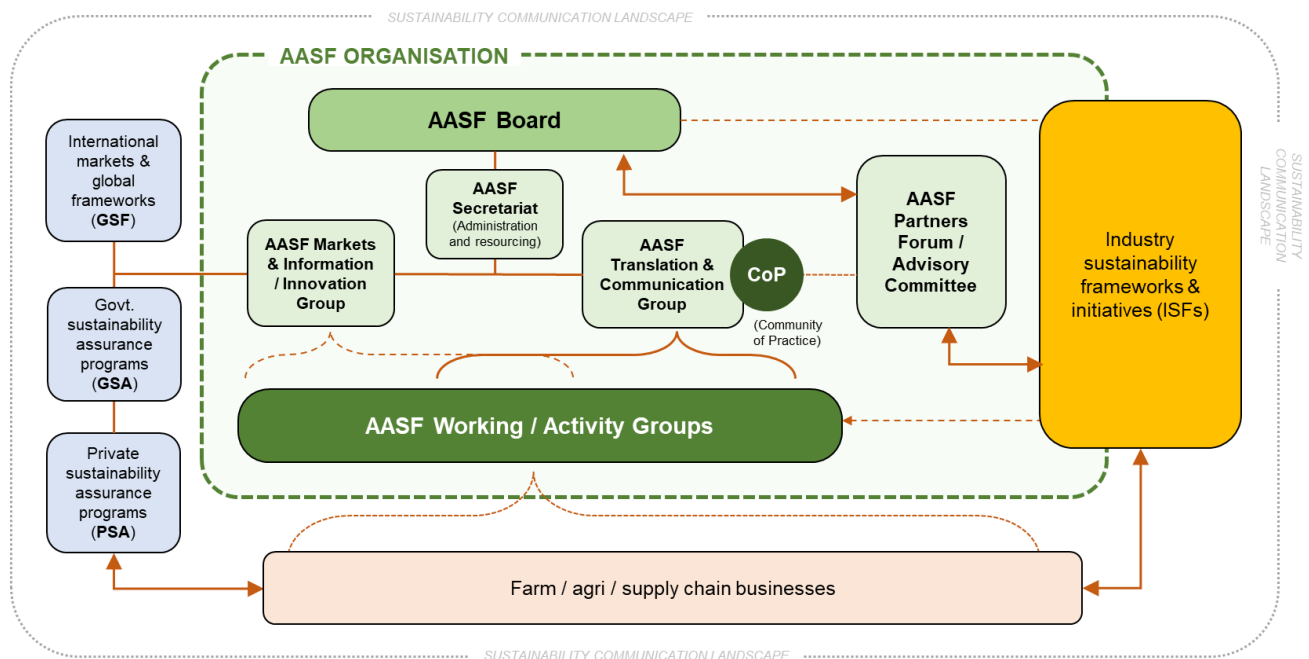 SUSTAINABILITY COMMUNICATION LANDSCAPE
AASF ORGANISATION
AASF Board
International
markets &
global
frameworks
(GSF)
AASF
Secretariat
(Administration
and resourcing)
AASF
Partners
Forum /
Advisory
Committee
SUSTAINABILITY
COMMUNICATION
LANDSCAPE
AASF Markets
& Information
/ Innovation
Group
AASF
Translation &
Communication
Group
CoP
(Community
of Practice)
Industry
sustainability
frameworks &
initiatives (ISFs)
Govt.
sustainability
assurance
programs
(GSA)
AASF Working / Activity Groups
Private
sustainability
assurance
programs
(PSA)
Farm / agri / supply chain businesses
SUSTAINABILITY COMMUNICATION LANDSCAPE